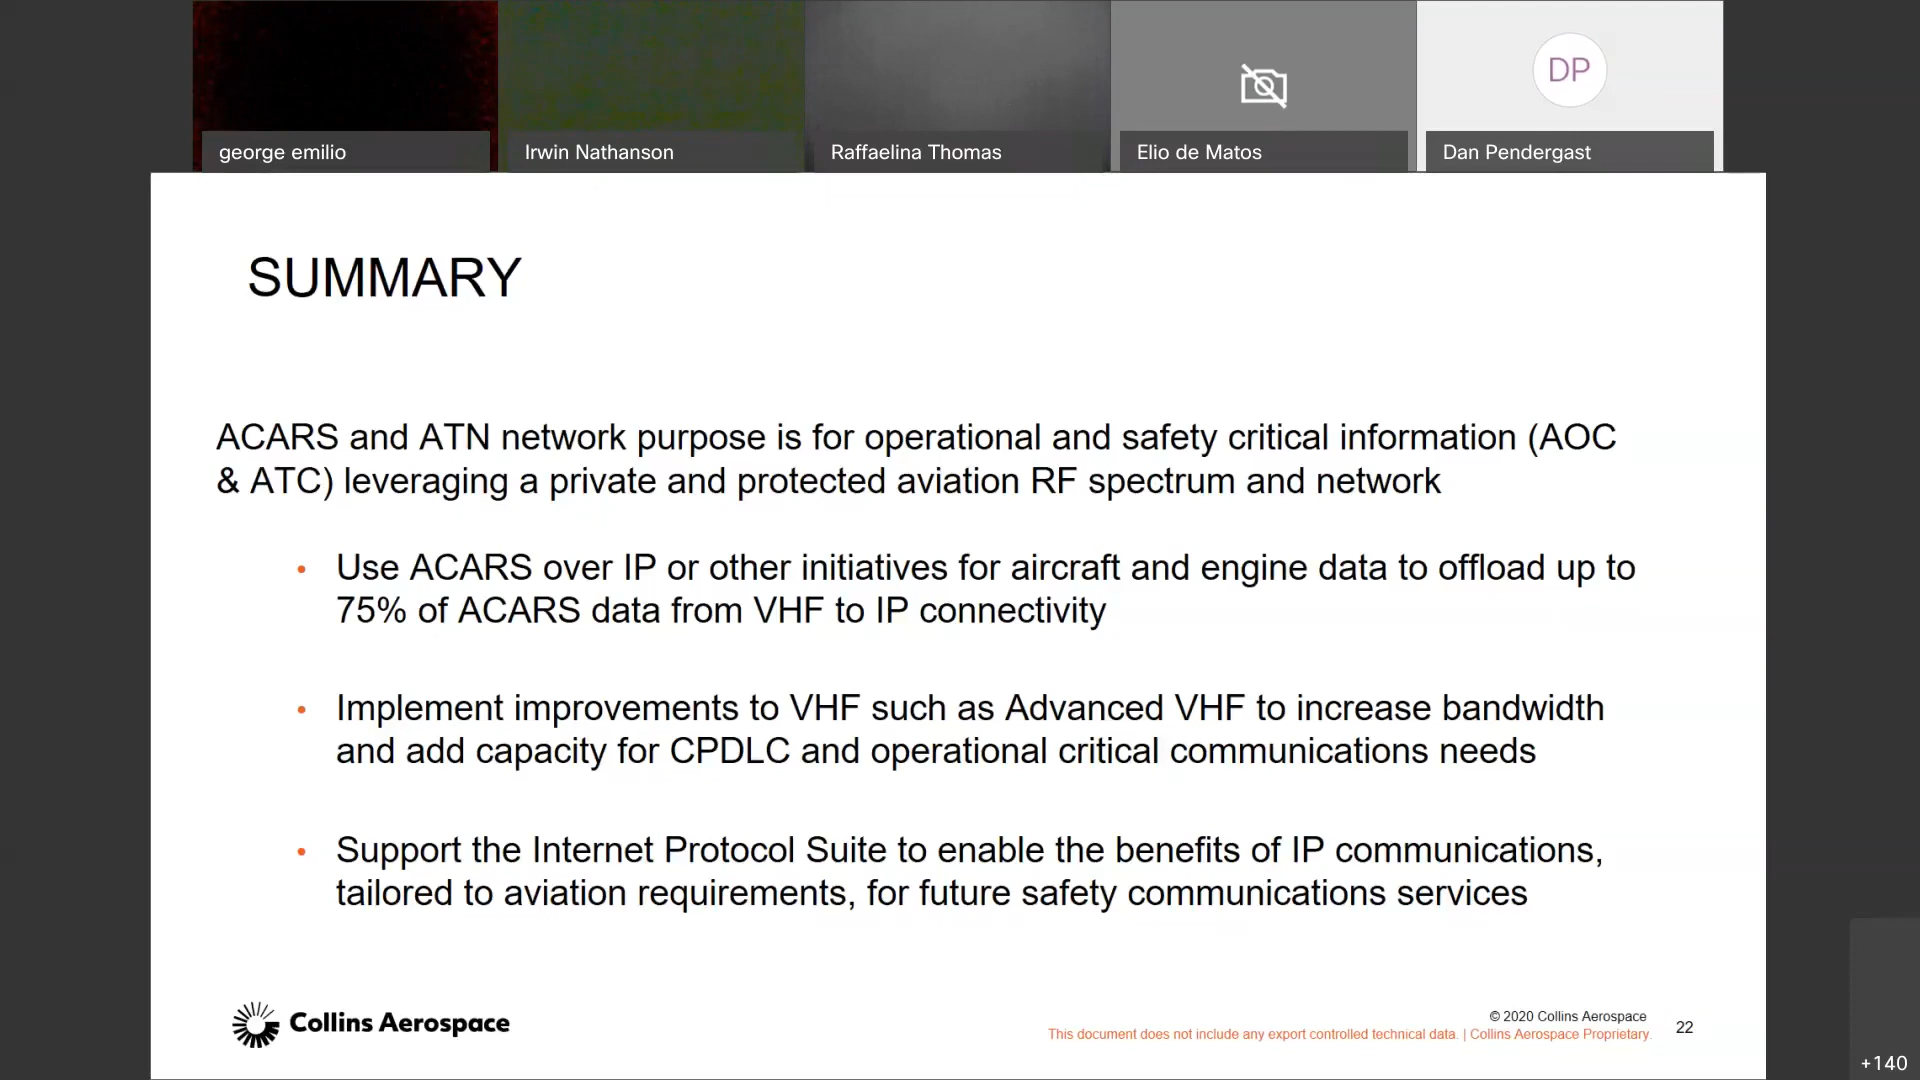 george emilio
Irwin Nathanson
Raffaelina Thomas
Elio de Matos
DP
Dan Pendergast
SUMMARY
ACARS and ATN network purpose is for operational and safety critical information (AOC
& ATC) leveraging a private and protected aviation RF spectrum and network
• Use ACARS over IP or other initiatives for aircraft and engine data to offload up to
75% of ACARS data from VHF to IP connectivity
• Implement improvements to VHF such as Advanced VHF to increase bandwidth
and add capacity for CPDLC and operational critical communications needs
• Support the Internet Protocol Suite to enable the benefits of IP communications,
tailored to aviation requirements, for future safety communications services
Collins Aerospace
© 2020 Collins Aerospace
This document does not include any export controlled technical data. | Collins Aerospace Proprietary.
22
+140